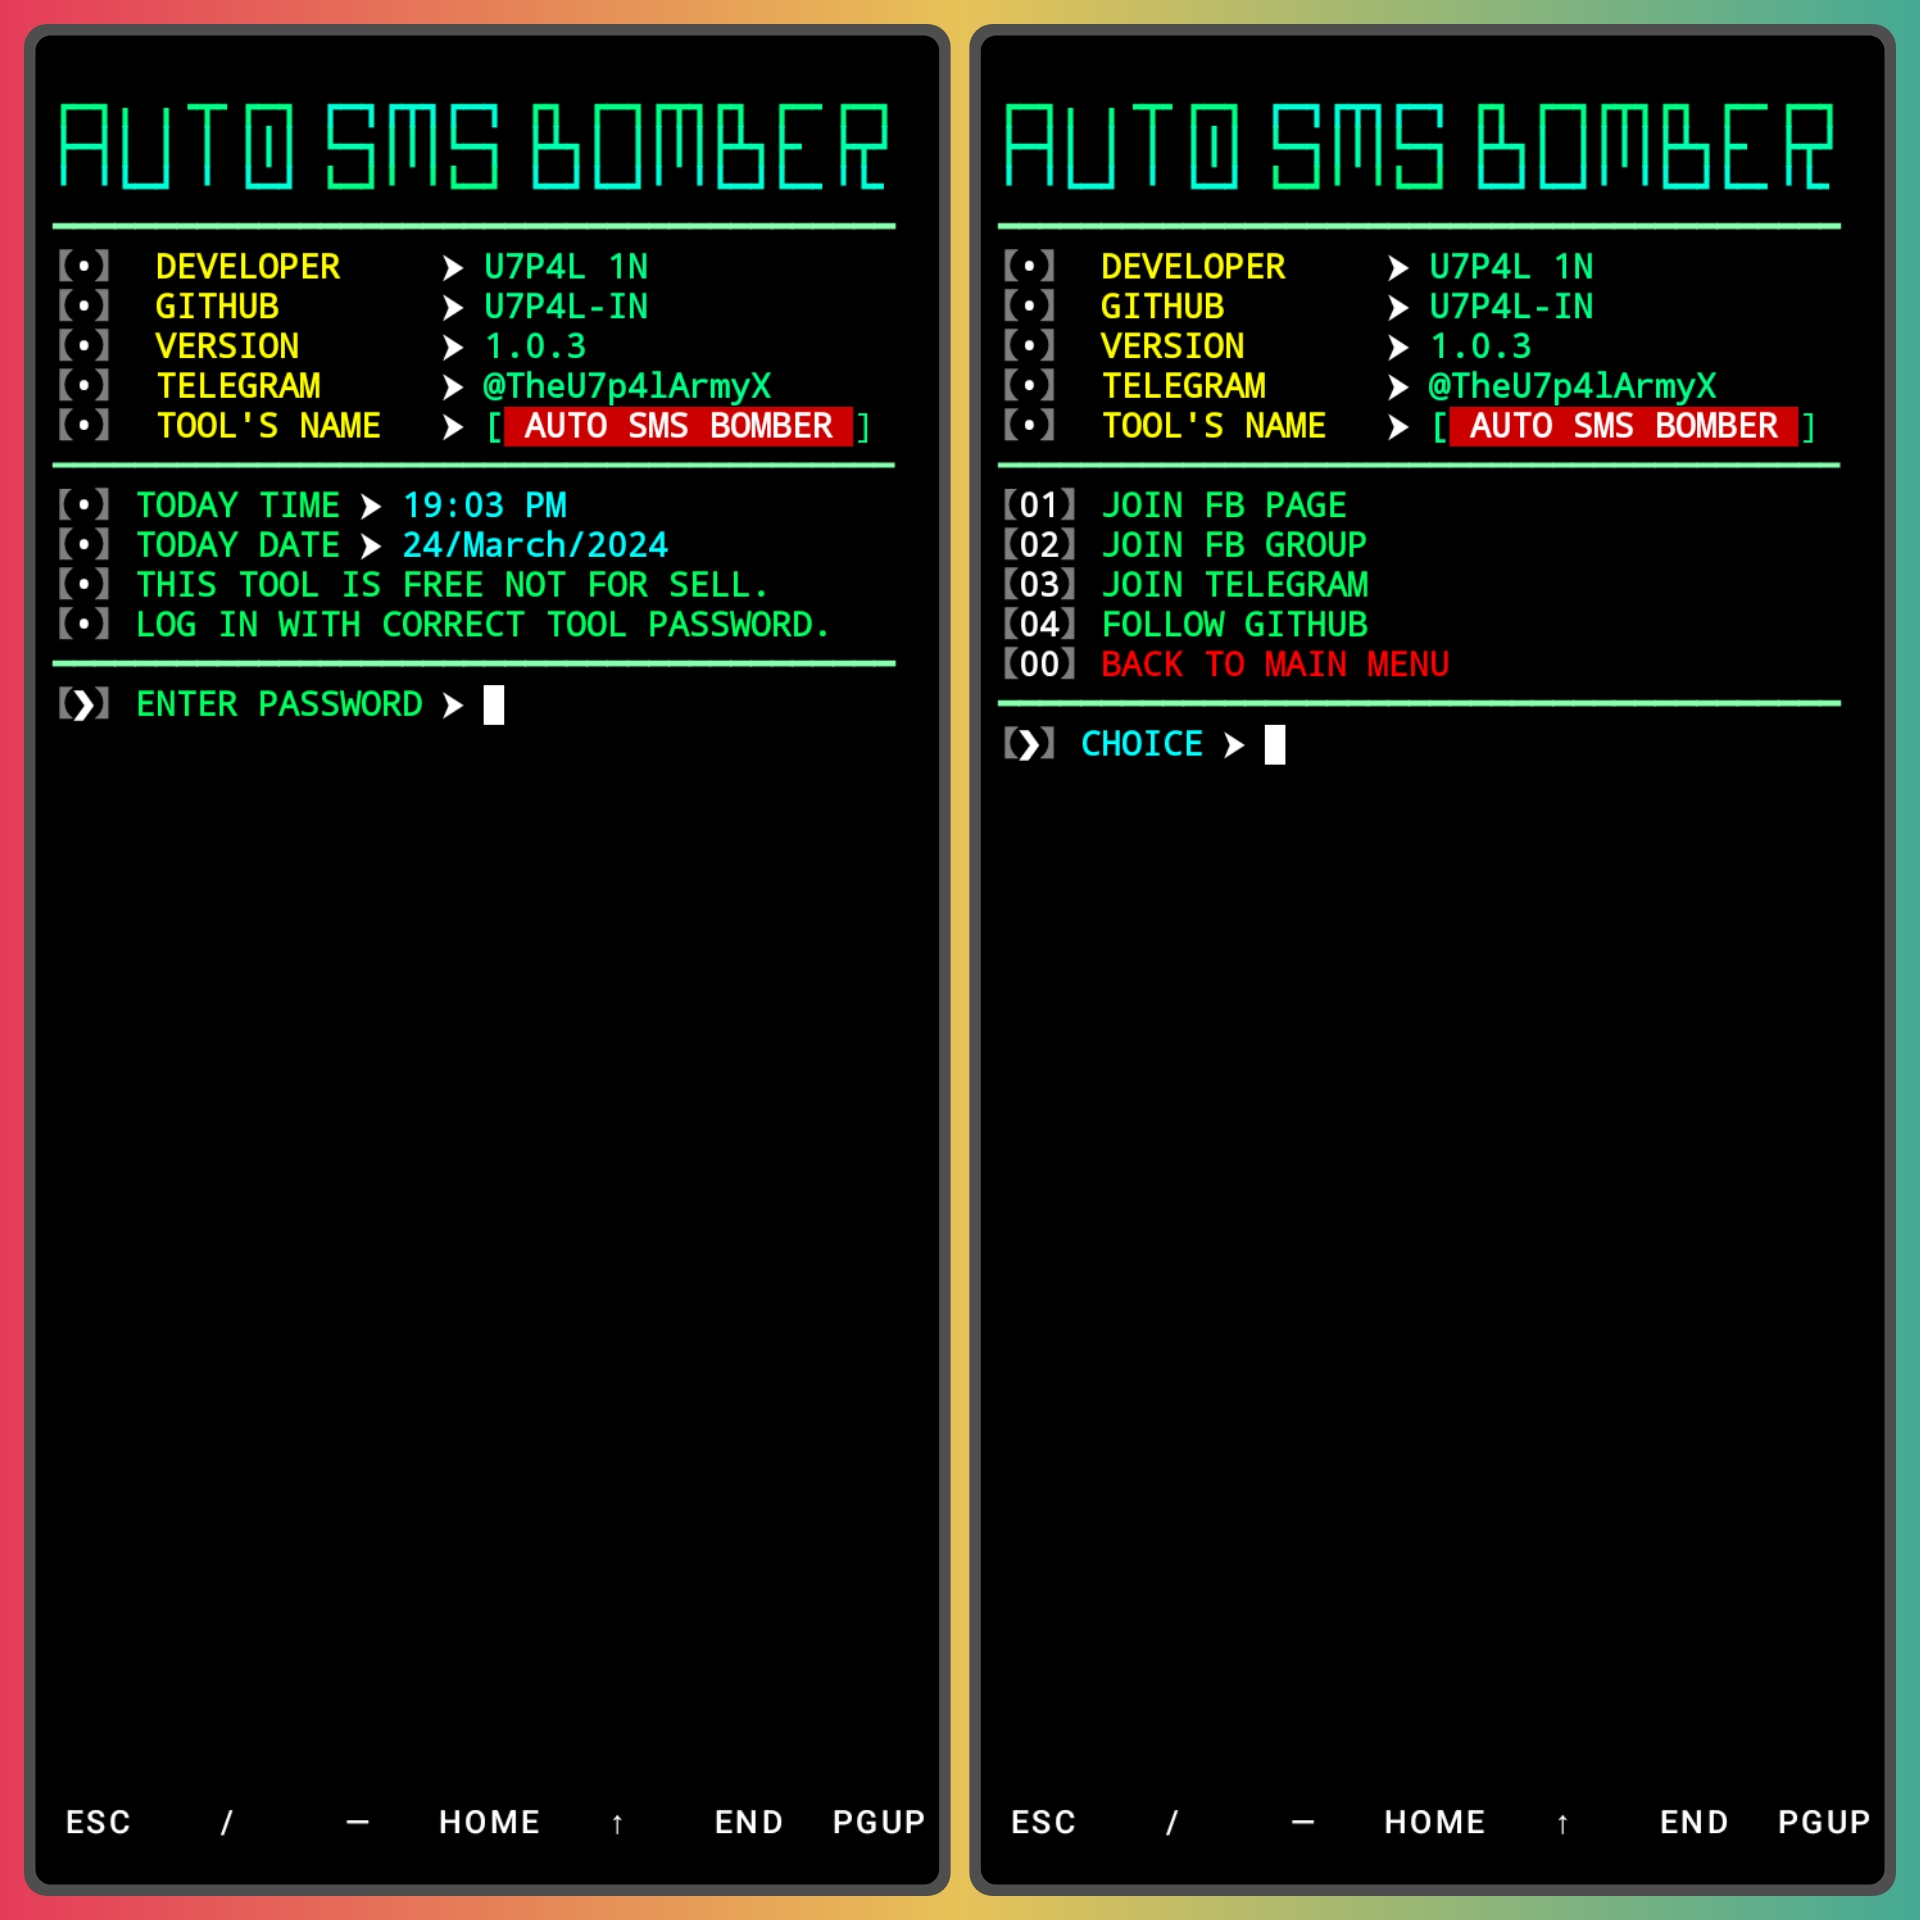 AUTO SMS BOMBER
【•】 DEVELOPER ➤ U7P4L 1N
【•】 GITHUB ➤ U7P4L-IN
【•】 VERSION ➤ 1.0.3
【•】 TELEGRAM ➤ @TheU7p4lArmyX
【•】 TOOL'S NAME ➤ [ AUTO SMS BOMBER ]
【•】 TODAY TIME ➤ 19:03 PM
【•】 TODAY DATE ➤ 24/March/2024
【•】 THIS TOOL IS FREE NOT FOR SELL.
【•】 LOG IN WITH CORRECT TOOL PASSWORD.
【❯】 ENTER PASSWORD ➤
ESC / — HOME ↑ END PGUP
AUTO SMS BOMBER
【•】 DEVELOPER ➤ U7P4L 1N
【•】 GITHUB ➤ U7P4L-IN
【•】 VERSION ➤ 1.0.3
【•】 TELEGRAM ➤ @TheU7p4lArmyX
【•】 TOOL'S NAME ➤ [ AUTO SMS BOMBER ]
【01】 JOIN FB PAGE
【02】 JOIN FB GROUP
【03】 JOIN TELEGRAM
【04】 FOLLOW GITHUB
【00】 BACK TO MAIN MENU
【❯】 CHOICE ➤
ESC / — HOME ↑ END PGUP